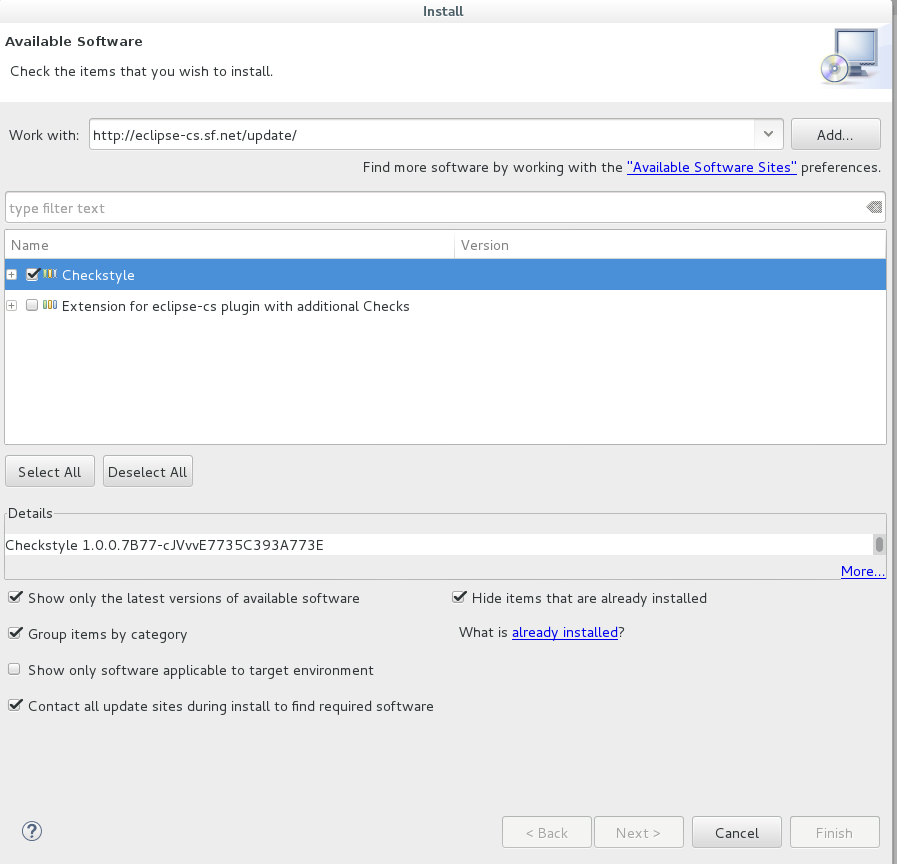 Install
Available Software
Check the items that you wish to install.
Work with: http://eclipse-cs.sf.net/update/ Add...
Find more software by working with the "Available Software Sites" preferences.
type filter text
Name Version
Checkstyle
Extension for eclipse-cs plugin with additional Checks
Select All Deselect All
Details
Checkstyle 1.0.0.7B77-cJVvvE7735C393A773E
More...
Show only the latest versions of available software Hide items that are already installed
Group items by category What is already installed?
Show only software applicable to target environment
Contact all update sites during install to find required software
? < Back Next > Cancel Finish